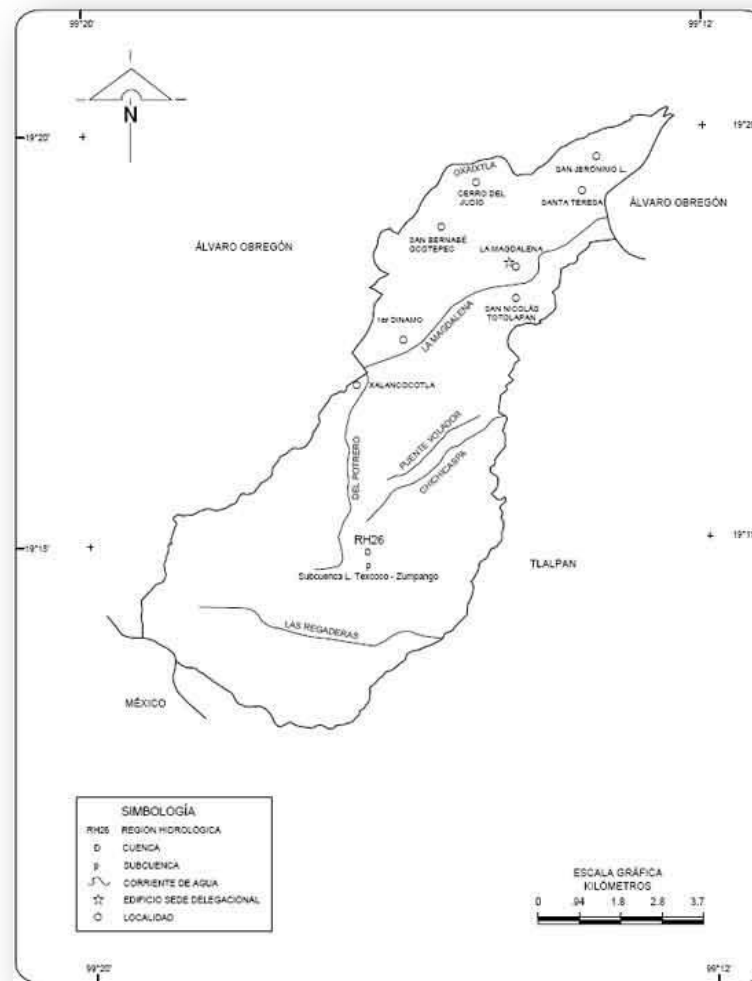 99°20'
99°12'
N
19°20'
19°20
OXAIXTLA
SAN JERÓNIMO L.
CERRO DEL
JUDÍO
SANTA TERESA
ÁLVARO OBREGÓN
SAN BERNABÉ
OCOTEPEC
ÁLVARO OBREGÓN
LA MAGDALENA
SAN NICOLÁS
TOTOLAPAN
1er DINAMO
LA MAGDALENA
XALANCOCOTLA
PUENTE VOLADOR
CHICHICASPA
DEL POTRERO
19°15'
RH26
D
p
Subcuenca L. Texcoco - Zumpango
TLALPAN
LAS REGADERAS
MÉXICO
SIMBOLOGÍA
RH26 REGIÓN HIDROLÓGICA
D CUENCA
p SUBCUENCA
CORRIENTE DE AGUA
EDIFICIO SEDE DELEGACIONAL
LOCALIDAD
ESCALA GRÁFICA
KILÓMETROS
0 .94 1.8 2.8 3.7
99°20'
99°12'